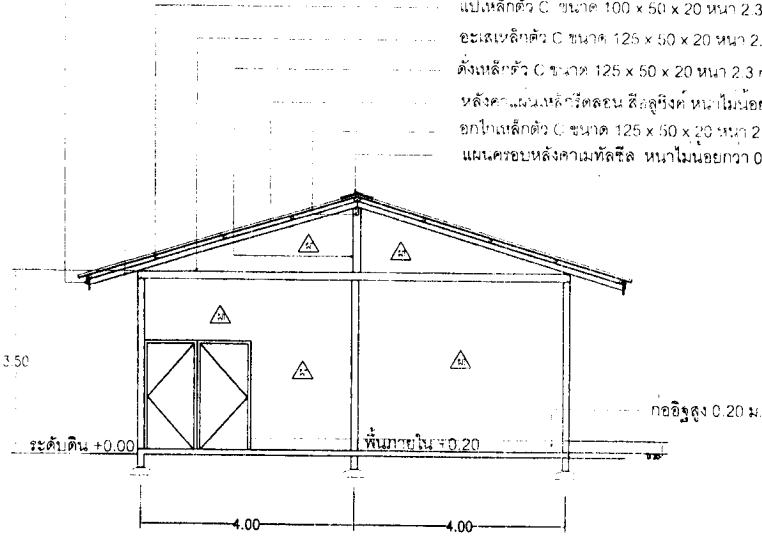 แปเหล็กตัว C ขนาด 100 x 50 x 20 หนา 2.3
อะเสเหล็กตัว C ขนาด 125 x 50 x 20 หนา 2.
ดั้งเหล็กตัว C ขนาด 125 x 50 x 20 หนา 2.3
หลังคาแผ่นเหล็กรีดลอน สีอลูซิงค์ หนาไม่น้อย
อกไก่เหล็กตัว C ขนาด 125 x 50 x 20 หนา 2
แผ่นครอบหลังคาเมทัลชีล หนาไม่น้อยกว่า 0
3.50
ก่ออิฐสูง 0.20 ม.
ระดับดิน +0.00
พื้นภายใน +0.20
4.00
4.00